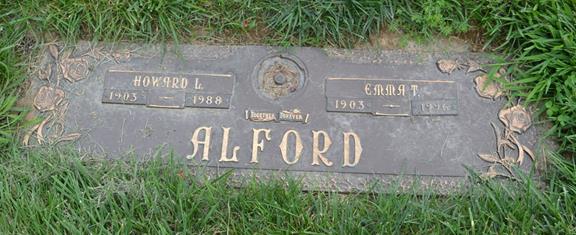 HOWARD L.
1903 — 1988
EMMA T.
1903 — 1996
TOGETHER FOREVER
ALFORD